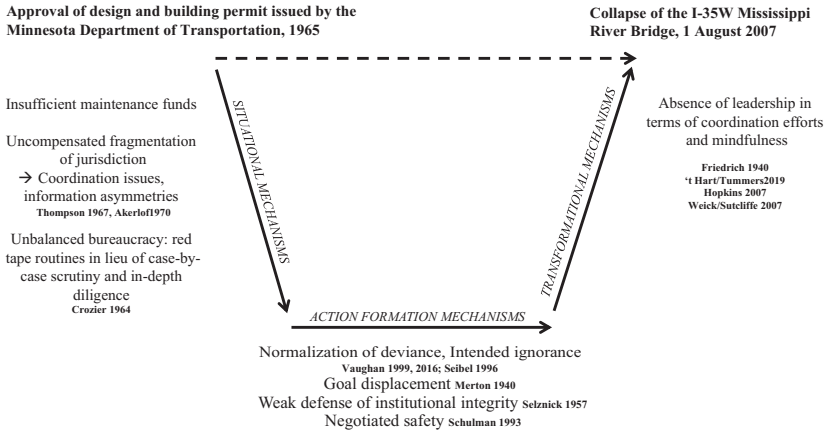 Approval of design and building permit issued by the
Minnesota Department of Transportation, 1965
Collapse of the I-35W Mississippi
River Bridge, 1 August 2007
Insufficient maintenance funds
Uncompensated fragmentation
of jurisdiction
→ Coordination issues,
information asymmetries
Thompson 1967, Akerlof1970
Unbalanced bureaucracy: red
tape routines in lieu of case-by-
case scrutiny and in-depth
diligence
Crozier 1964
SITUATIONAL MECHANISMS
ACTION FORMATION MECHANISMS
Normalization of deviance, Intended ignorance
Vaughan 1999, 2016; Seibel 1996
Goal displacement Merton 1940
Weak defense of institutional integrity Selznick 1957
Negotiated safety Schulman 1993
TRANSFORMATIONAL MECHANISMS
Absence of leadership in
terms of coordination efforts
and mindfulness
Friedrich 1940
't Hart/Tummers2019
Hopkins 2007
Weick/Sutcliffe 2007